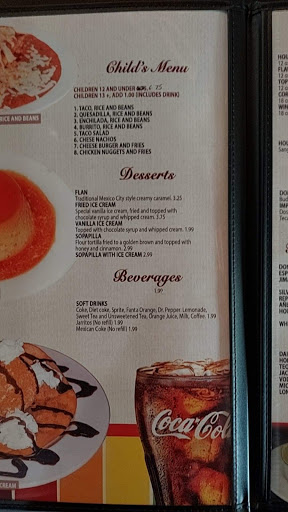 Child's Menu
CHILDREN 12 AND UNDER
CHILDREN 13 +, ADD 1.00 (INCLUDES DRINK)
1. TACO, RICE AND BEANS
2. QUESADILLA, RICE AND BEANS
3. ENCHILADA, RICE AND BEANS
4. BURRITO, RICE AND BEANS
5. TACO SALAD
6. CHESE NACHOS
7. CHEESE BURGER AND FRIES
8. CHICKEN NUGGETS AND FRIES
RICE AND BEANS
Desserts
FLAN
Traditional Mexico City style creamy caramel. 3.25
FRIED ICE CREAM
Special vanilla ice cream, fried and topped with
chocolate syrup and whipped cream. 3.75
VANILLA ICE CREAM
Topped with chocolate syrup and whipped cream. 1.99
SOPAPILLA
Flour tortilla fried to a golden brown and topped with
honey and cinnamon. 2.99
SOPAPILLA WITH ICE CREAM 2.99
Beverages
1.99
SOFT DRINKS
Coke, Diet coke, Sprite, Fanta Orange, Dr. Pepper, Lemonade,
Sweet Tea and Unsweetened Tea, Orange Juice, Milk, Coffee. 1.99
Jarritos (No refill) 1.99
Mexican Coke (No refill) 1.99
Coca-Col
CREAM